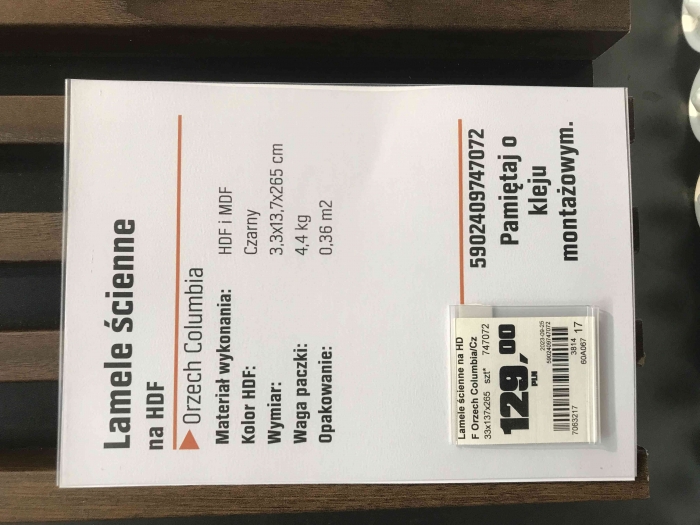 Lamele ścienne
na HDF
Orzech Columbia
Materiał wykonania: HDF i MDF
Kolor HDF: Czarny
Wymiar: 3,3x13,7x265 cm
Waga paczki: 4,4 kg
Opakowanie: 0,36 m2
5902409747072
Pamiętaj o
kleju
montażowym.
Lamele ścienne na HD
F Orzech Columbia/Cz
33x137x265 szt* 747072
129,00
PLN
2023-09-25
5902409747072
3814 17
7063217 60A067